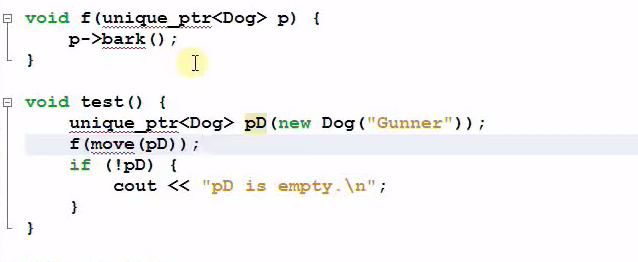 void f(unique_ptr<Dog> p) {
    p->bark();
}
void test() {
    unique_ptr<Dog> pD(new Dog("Gunner"));
    f(move(pD));
    if (!pD) {
        cout << "pD is empty.\n";
    }
}